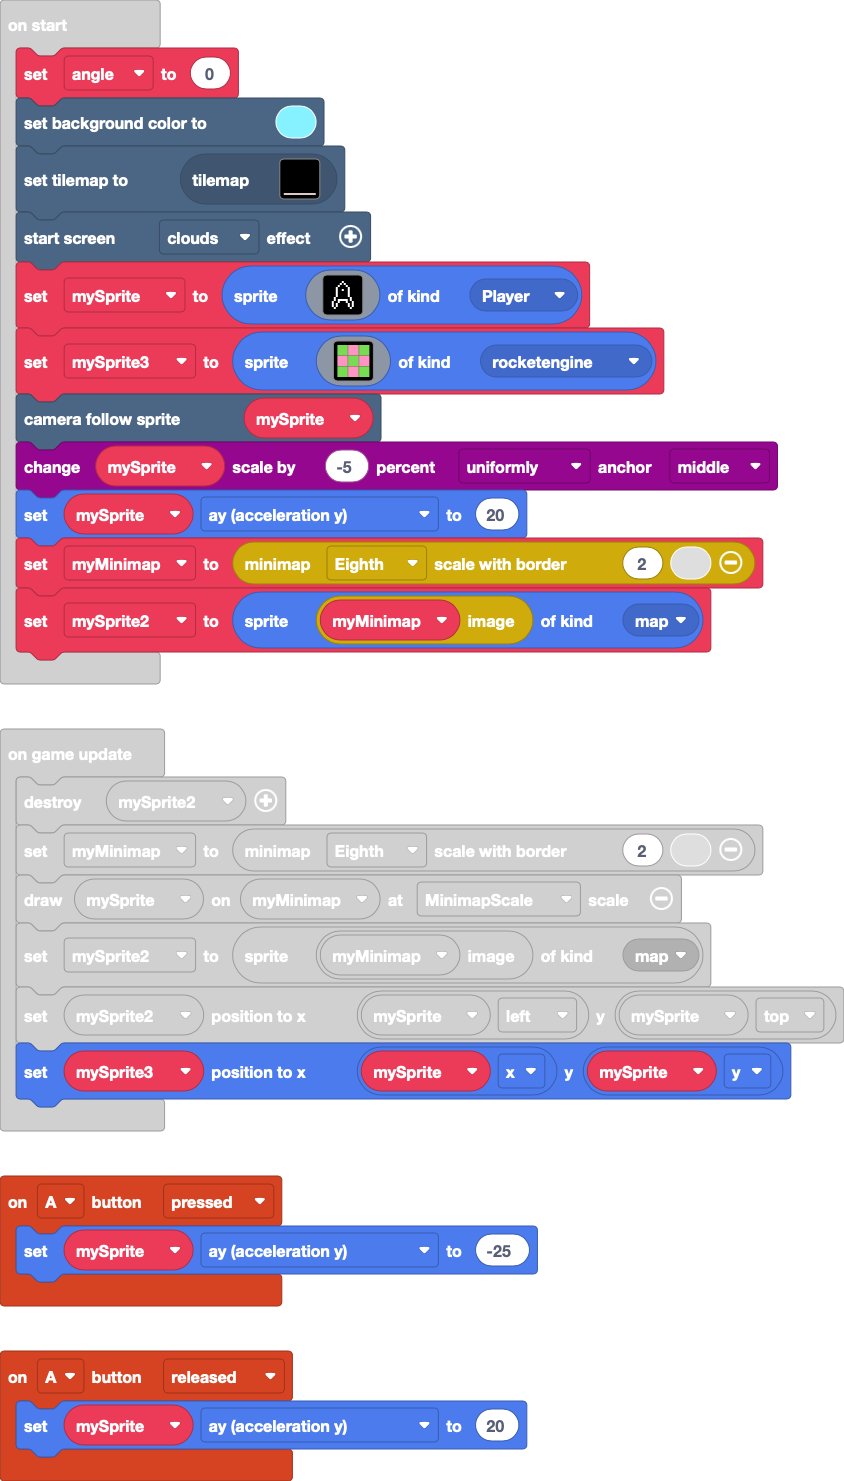 on start
set angle to 0
set background color to
set tilemap to tilemap
start screen clouds effect
set mySprite to sprite of kind Player
set mySprite3 to sprite of kind rocketengine
camera follow sprite mySprite
change mySprite scale by -5 percent uniformly anchor middle
set mySprite ay (acceleration y) to 20
set myMinimap to minimap Eighth scale with border 2
set mySprite2 to sprite myMinimap image of kind map
on game update
destroy mySprite2
set myMinimap to minimap Eighth scale with border 2
draw mySprite on myMinimap at MinimapScale scale
set mySprite2 to sprite myMinimap image of kind map
set mySprite2 position to x mySprite left y mySprite top
set mySprite3 position to x mySprite x y mySprite y
on A button pressed
set mySprite ay (acceleration y) to -25
on A button released
set mySprite ay (acceleration y) to 20